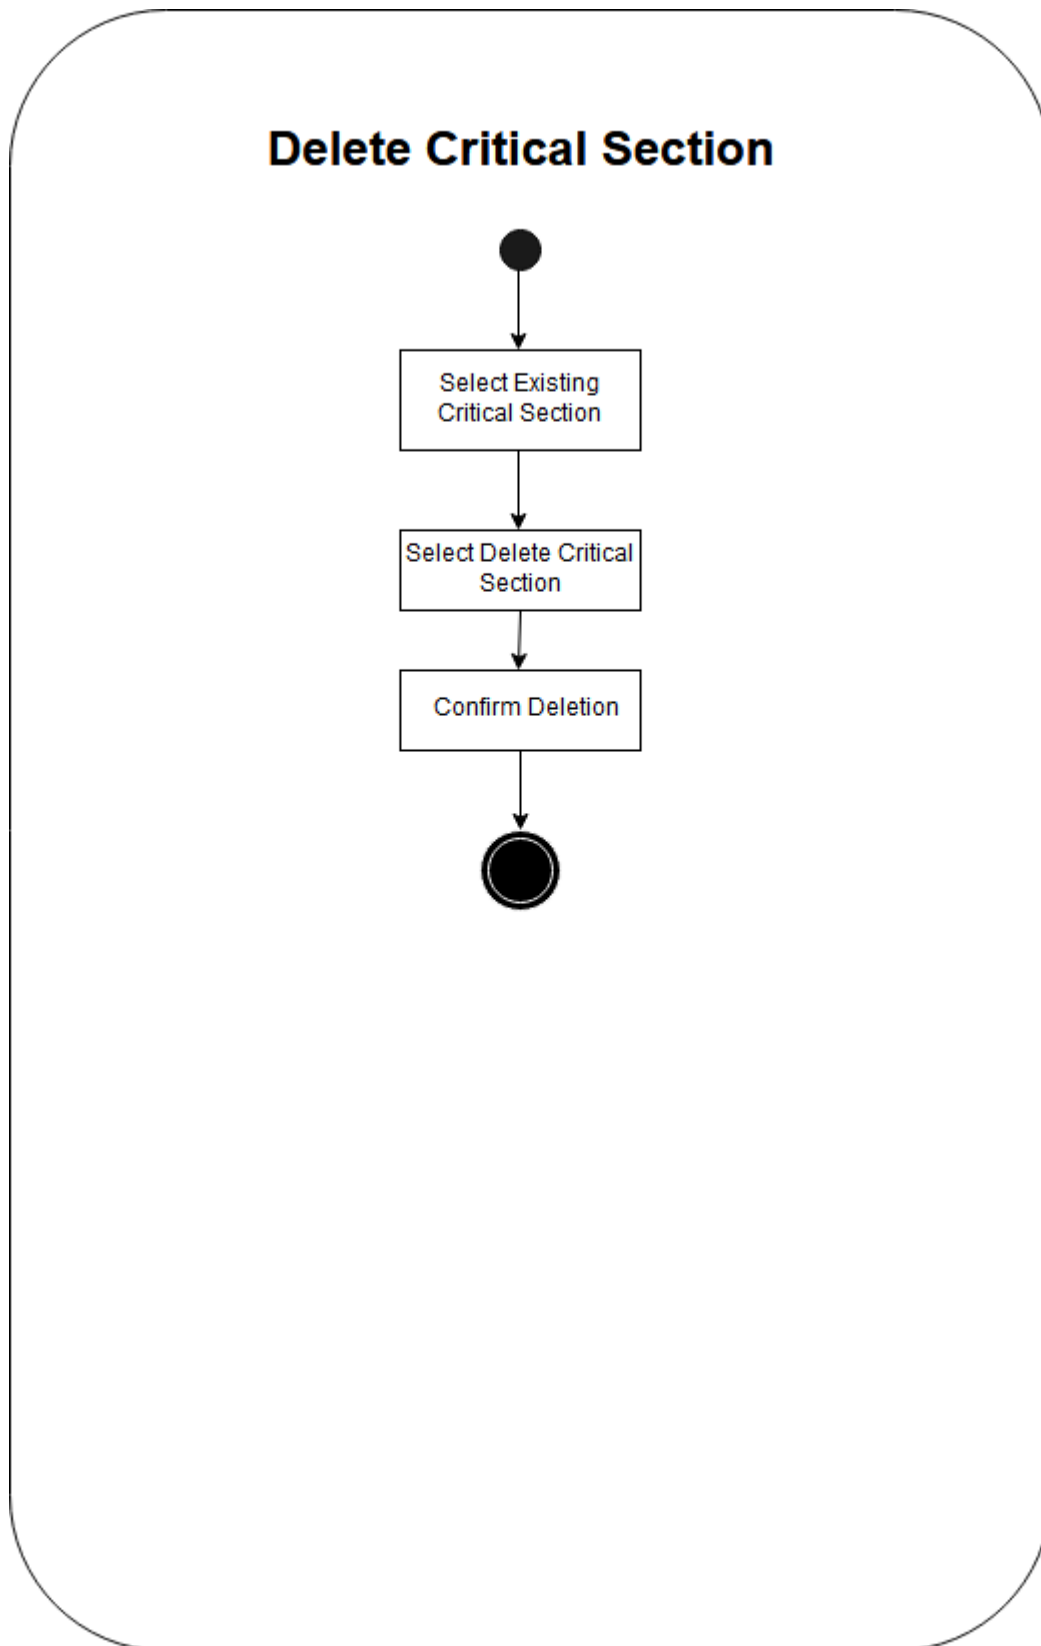 Delete Critical Section
Select Existing
Critical Section
Select Delete Critical
Section
Confirm Deletion